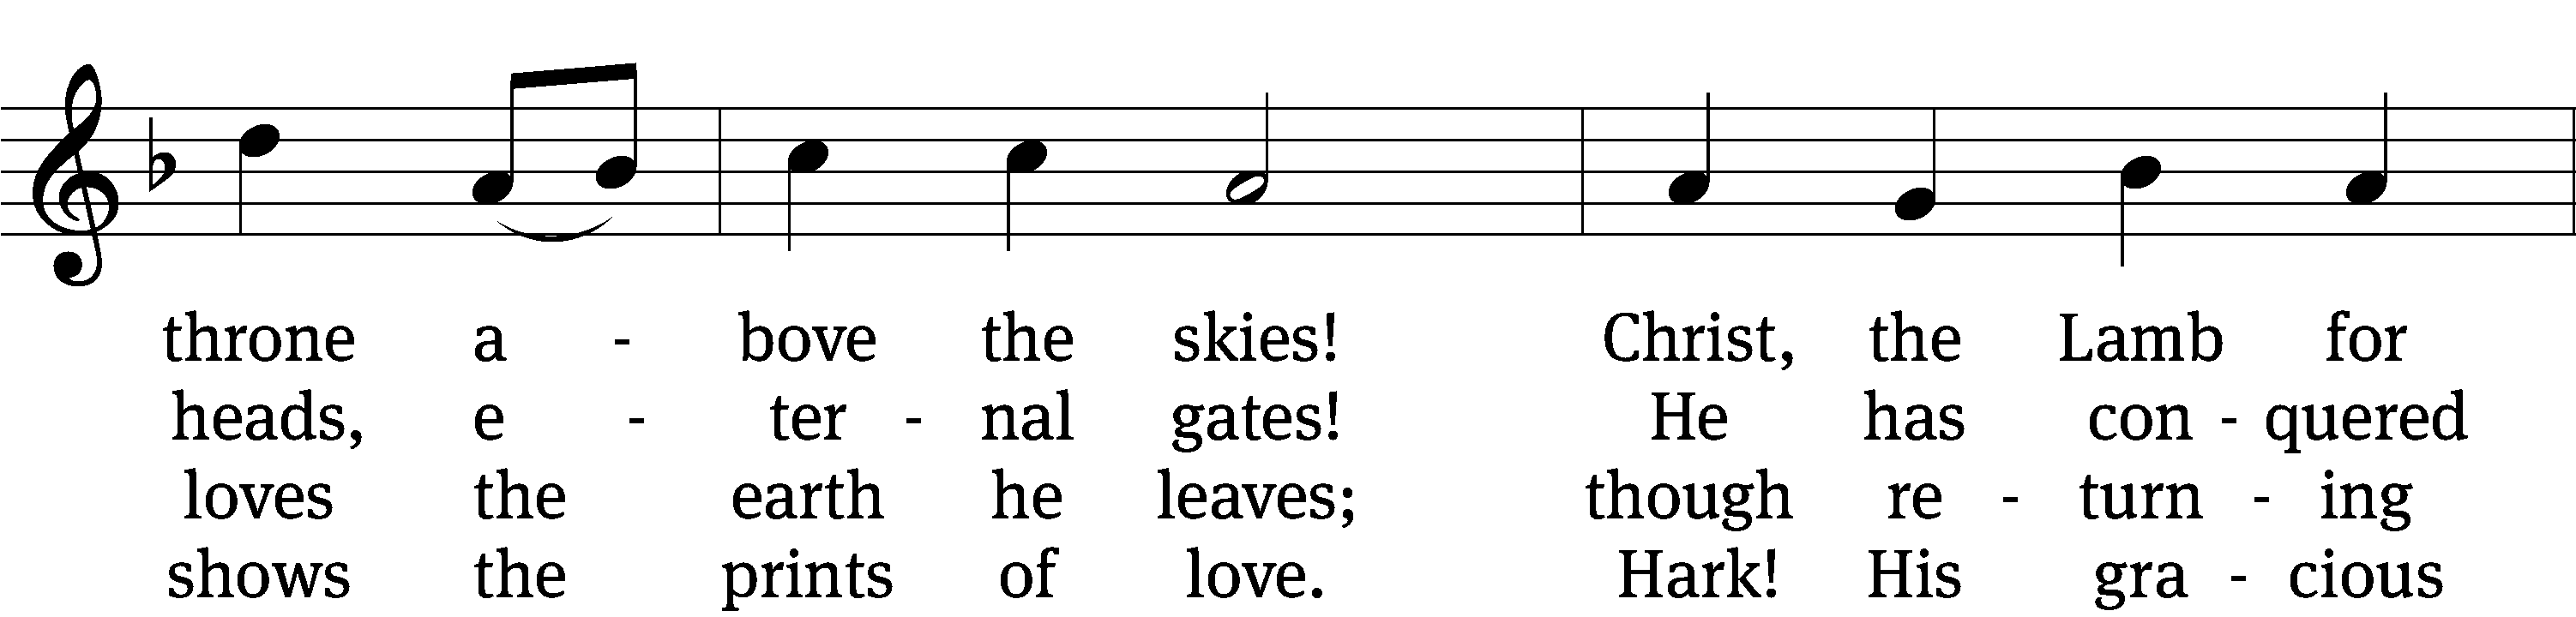 throne a - bove the skies! Christ, the Lamb for
heads, e - ter - nal gates! He has con - quered
loves the earth he leaves; though re - turn - ing
shows the prints of love. Hark! His gra - cious